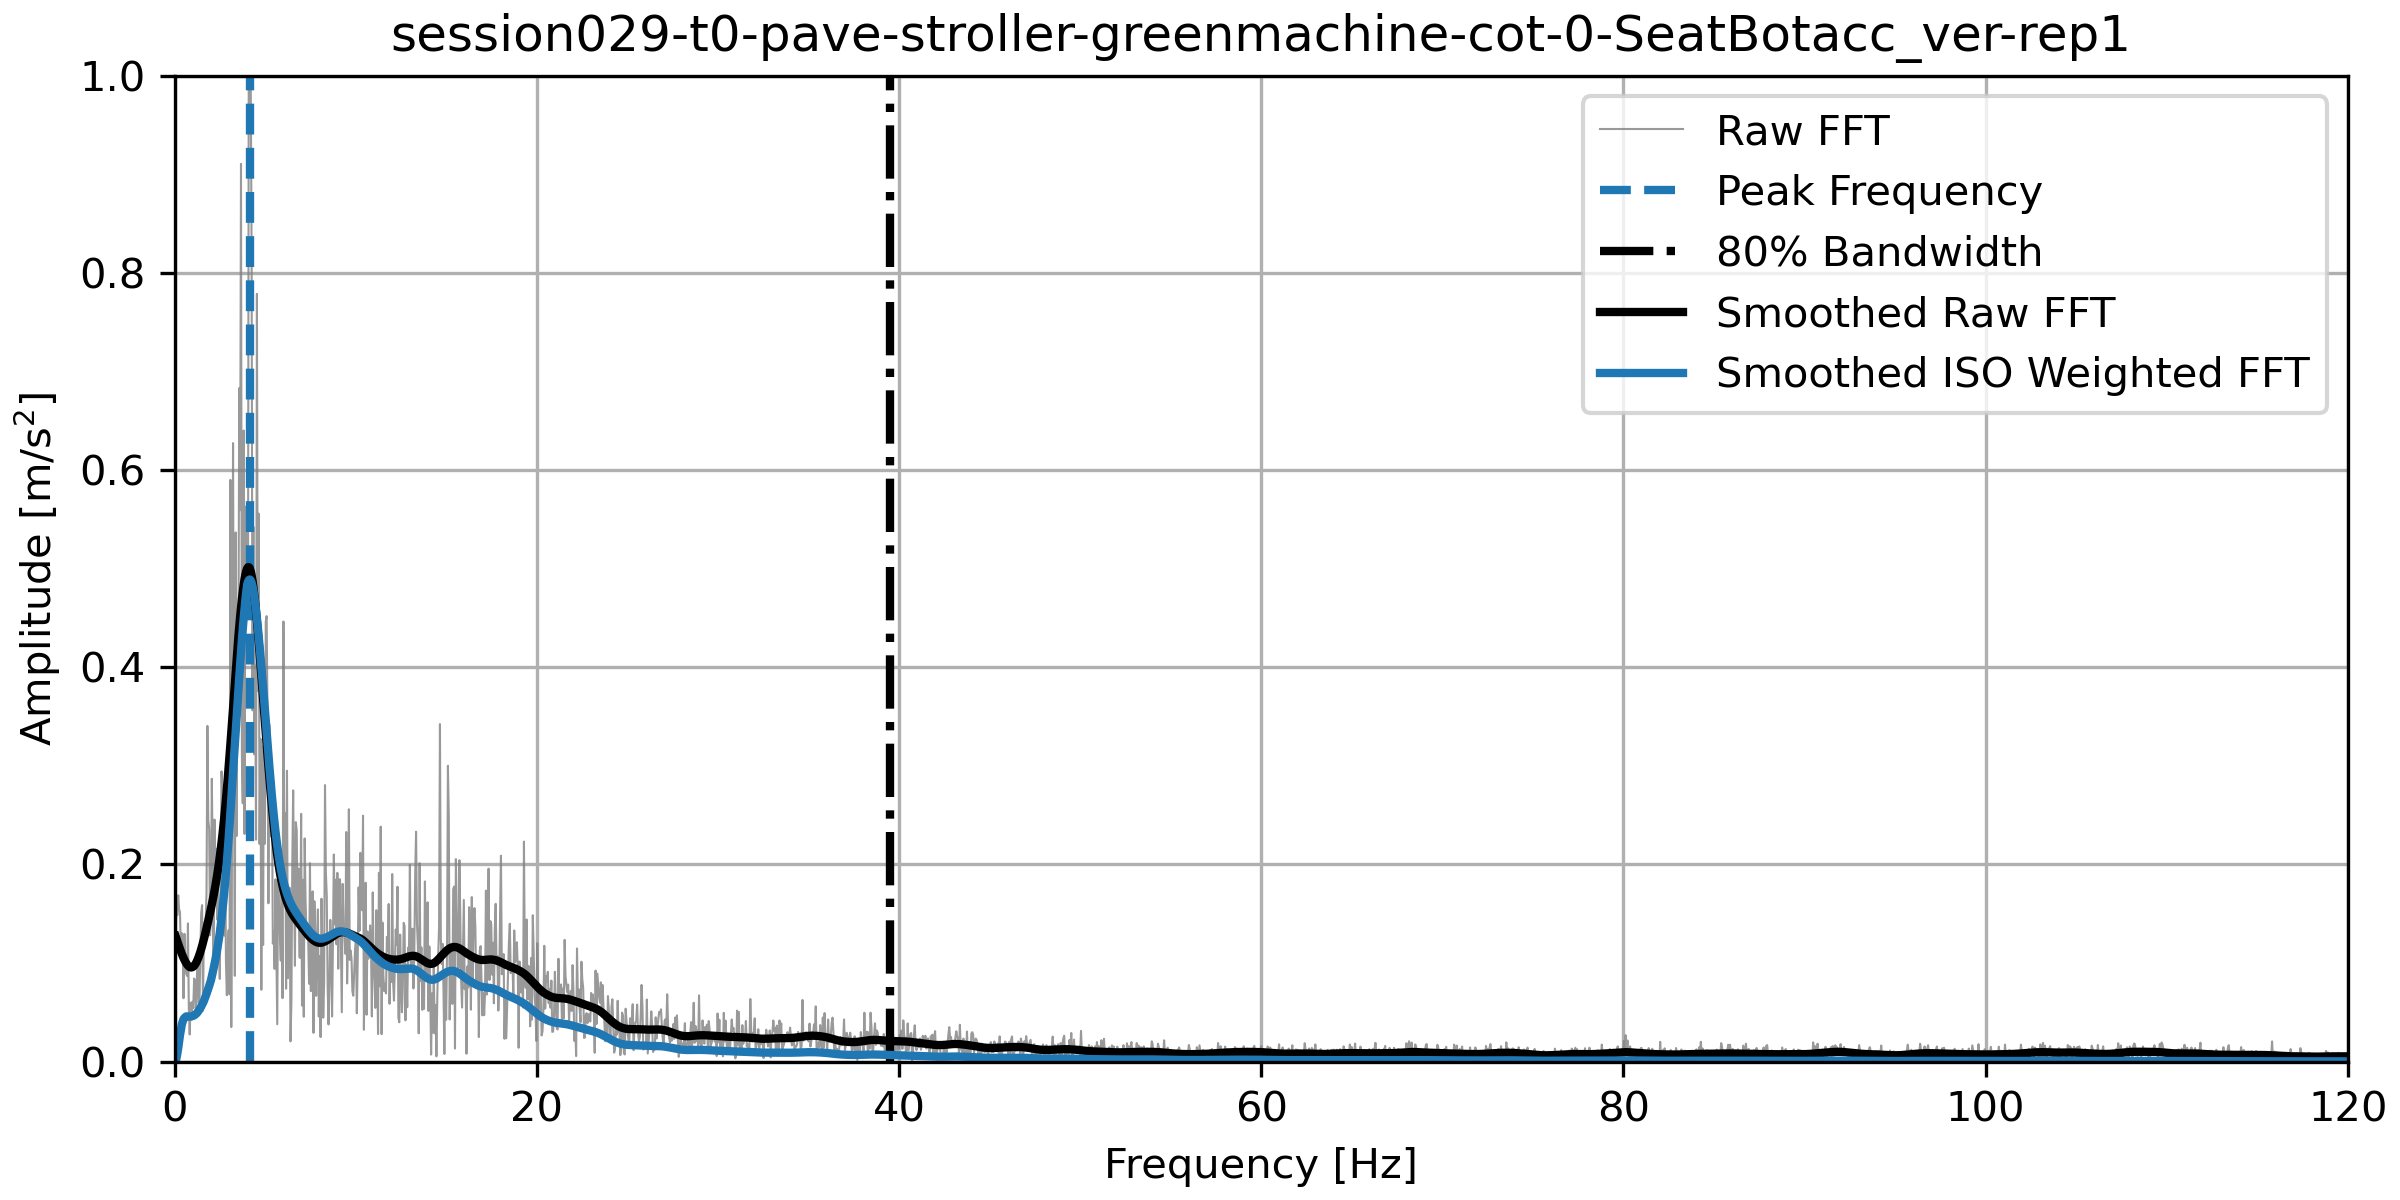 session029-t0-pave-stroller-greenmachine-cot-0-SeatBotacc_ver-rep1
1.0
0.8
0.6
0.4
0.2
0.0
Amplitude [m/s²]
Raw FFT
Peak Frequency
80% Bandwidth
Smoothed Raw FFT
Smoothed ISO Weighted FFT
0 20 40 60 80 100 120
Frequency [Hz]